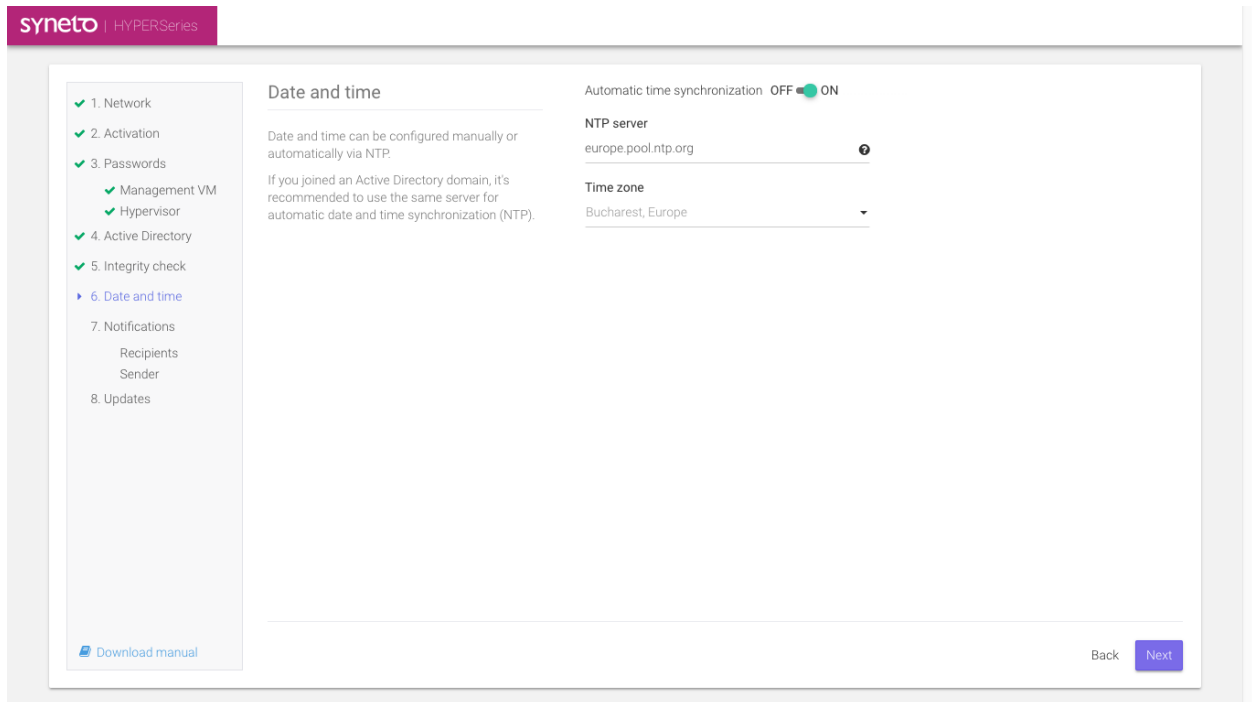 syneto | HYPERSeries
1. Network
2. Activation
3. Passwords
Management VM
Hypervisor
4. Active Directory
5. Integrity check
6. Date and time
7. Notifications
Recipients
Sender
8. Updates
Download manual
Date and time
Date and time can be configured manually or
automatically via NTP.
If you joined an Active Directory domain, it's
recommended to use the same server for
automatic date and time synchronization (NTP).
Automatic time synchronization OFF ON
NTP server
europe.pool.ntp.org
Time zone
Bucharest, Europe
Back Next